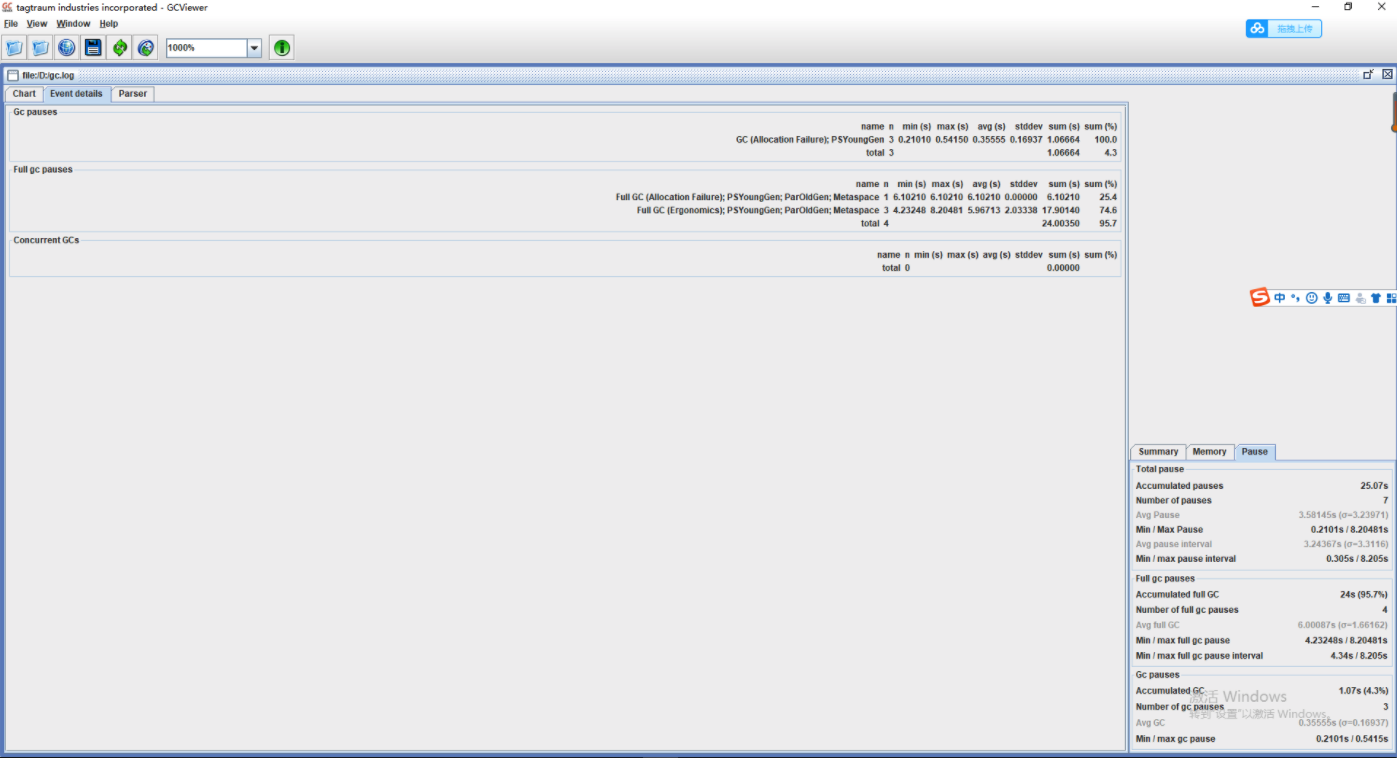 tagtraum industries incorporated - GCViewer
File View Window Help
拖拽上传
1000%
file:/D:/gc.log
Chart Event details Parser
Gc pauses
name n min (s) max (s) avg (s) stddev sum (s) sum (%)
GC (Allocation Failure); PSYoungGen 3 0.21010 0.54150 0.35555 0.16937 1.06664 100.0
total 3 1.06664 4.3
Full gc pauses
name n min (s) max (s) avg (s) stddev sum (s) sum (%)
Full GC (Allocation Failure); PSYoungGen; ParOldGen; Metaspace 1 6.10210 6.10210 6.10210 0.00000 6.10210 25.4
Full GC (Ergonomics); PSYoungGen; ParOldGen; Metaspace 3 4.23248 8.20481 5.96713 2.03338 17.90140 74.6
total 4 24.00350 95.7
Concurrent GCs
name n min (s) max (s) avg (s) stddev sum (s) sum (%)
total 0 0.00000
中
Summary Memory Pause
Total pause
Accumulated pauses 25.07s
Number of pauses 7
Avg Pause 3.58145s (σ=3.23971)
Min / Max Pause 0.2101s / 8.20481s
Avg pause interval 3.24367s (σ=3.3116)
Min / max pause interval 0.305s / 8.205s
Full gc pauses
Accumulated full GC 24s (95.7%)
Number of full gc pauses 4
Avg full GC 6.00087s (σ=1.66162)
Min / max full gc pause 4.23248s / 8.20481s
Min / max full gc pause interval 4.34s / 8.205s
Gc pauses
Accumulated GC 1.07s (4.3%)
激活 Windows
Number of gc pauses 3
转到"设置"以激活 Windows。
Avg GC 0.35555s (σ=0.16937)
Min / max gc pause 0.2101s / 0.5415s